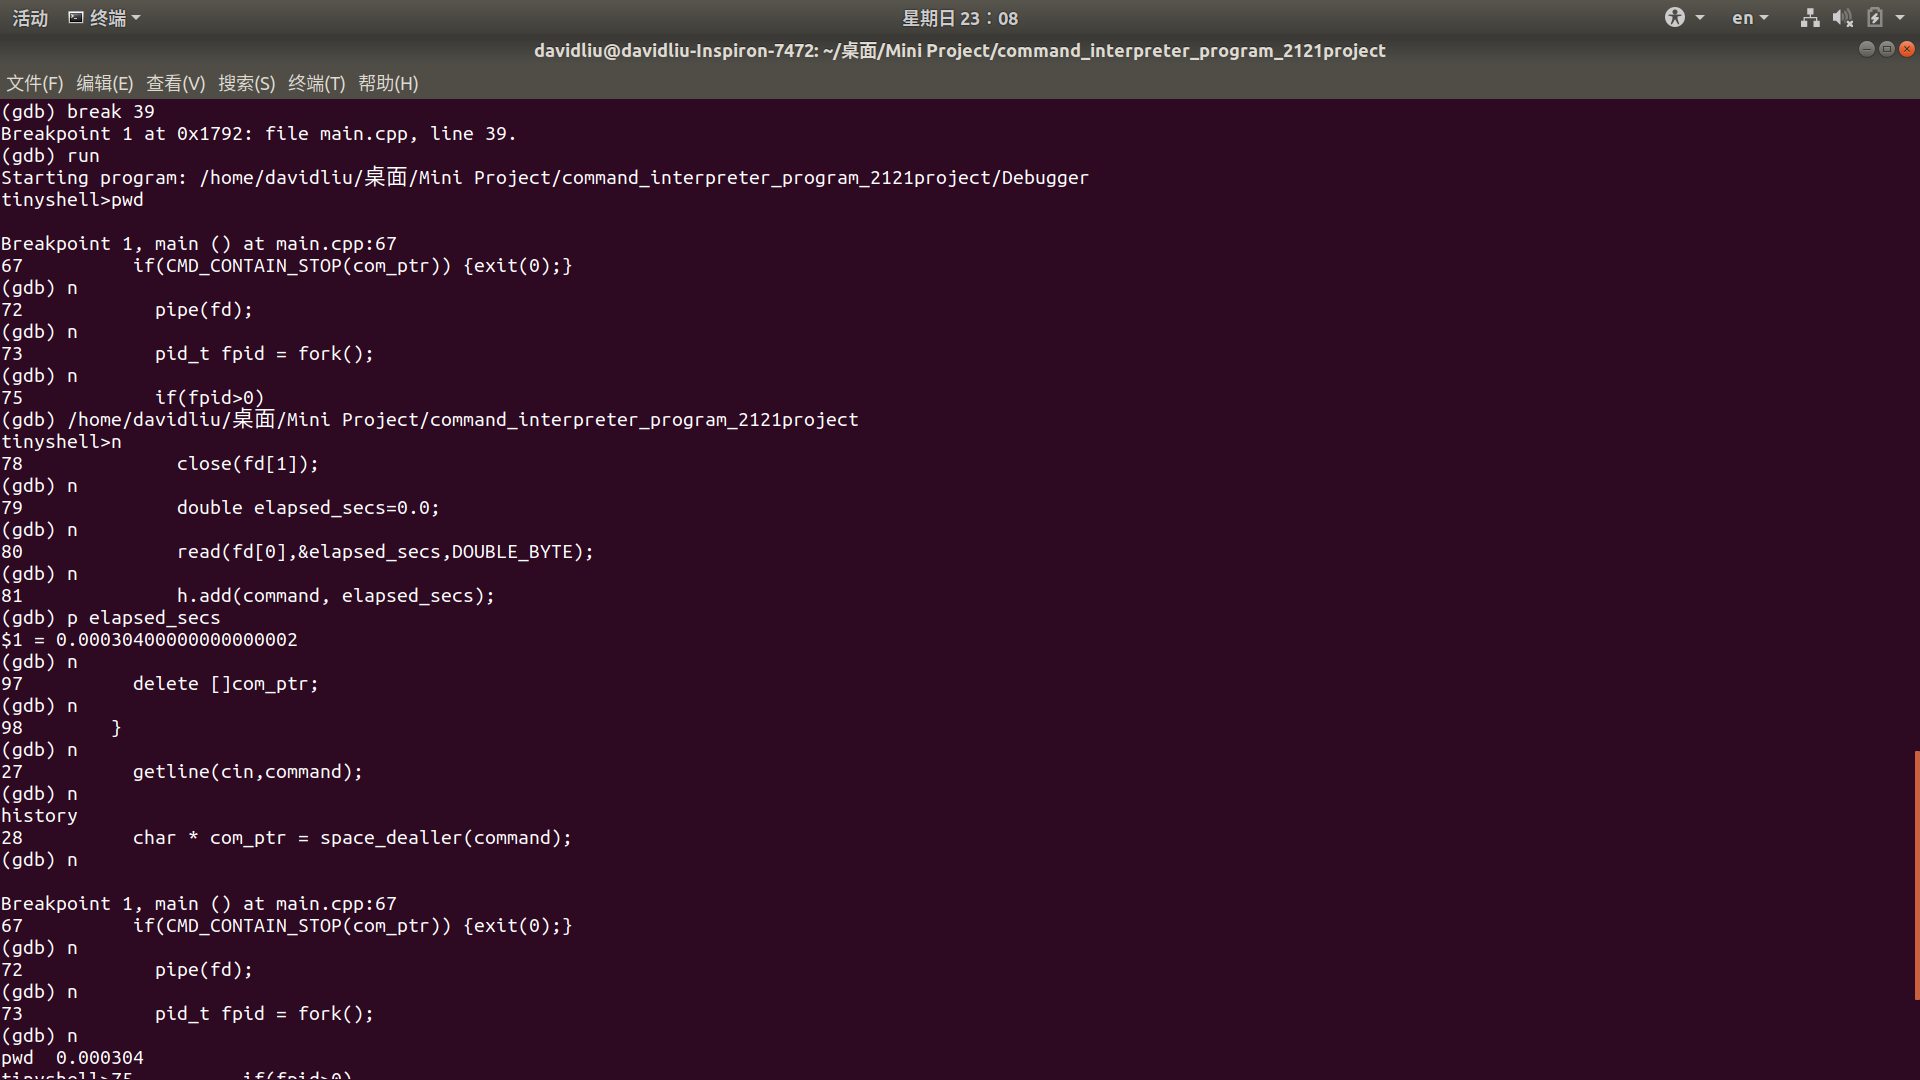 活动 终端 星期日 23：08 en
davidliu@davidliu-Inspiron-7472: ~/桌面/Mini Project/command_interpreter_program_2121project
文件(F) 编辑(E) 查看(V) 搜索(S) 终端(T) 帮助(H)
(gdb) break 39
Breakpoint 1 at 0x1792: file main.cpp, line 39.
(gdb) run
Starting program: /home/davidliu/桌面/Mini Project/command_interpreter_program_2121project/Debugger
tinyshell>pwd
Breakpoint 1, main () at main.cpp:67
67          if(CMD_CONTAIN_STOP(com_ptr)) {exit(0);}
(gdb) n
72            pipe(fd);
(gdb) n
73            pid_t fpid = fork();
(gdb) n
75            if(fpid>0)
(gdb) /home/davidliu/桌面/Mini Project/command_interpreter_program_2121project
tinyshell>n
78              close(fd[1]);
(gdb) n
79              double elapsed_secs=0.0;
(gdb) n
80              read(fd[0],&elapsed_secs,DOUBLE_BYTE);
(gdb) n
81              h.add(command, elapsed_secs);
(gdb) p elapsed_secs
$1 = 0.00030400000000000002
(gdb) n
97          delete []com_ptr;
(gdb) n
98        }
(gdb) n
27          getline(cin,command);
(gdb) n
history
28          char * com_ptr = space_dealler(command);
(gdb) n
Breakpoint 1, main () at main.cpp:67
67          if(CMD_CONTAIN_STOP(com_ptr)) {exit(0);}
(gdb) n
72            pipe(fd);
(gdb) n
73            pid_t fpid = fork();
(gdb) n
pwd  0.000304
tinyshell>75          if(fpid>0)